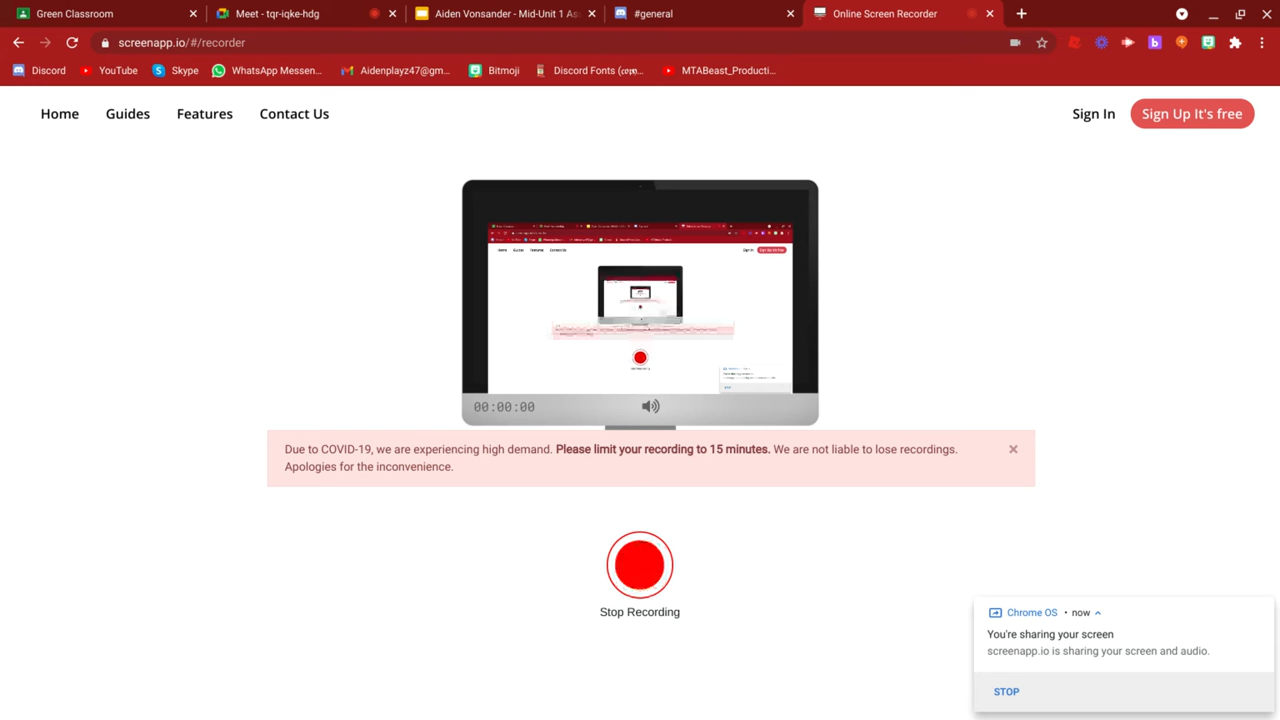 Green Classroom
Meet - tqr-iqke-hdg
Aiden Vonsander - Mid-Unit 1 Ass
#general
Online Screen Recorder
screenapp.io/#/recorder
Discord
YouTube
Skype
WhatsApp Messen...
Aidenplayz47@gm...
Bitmoji
Discord Fonts (𝒸𝓸𝓹𝔂...
MTABeast_Producti...
Home
Guides
Features
Contact Us
Sign In
Sign Up It's free
00:00:00
Due to COVID-19, we are experiencing high demand. Please limit your recording to 15 minutes. We are not liable to lose recordings.
Apologies for the inconvenience.
Stop Recording
Chrome OS • now
You're sharing your screen
screenapp.io is sharing your screen and audio.
STOP